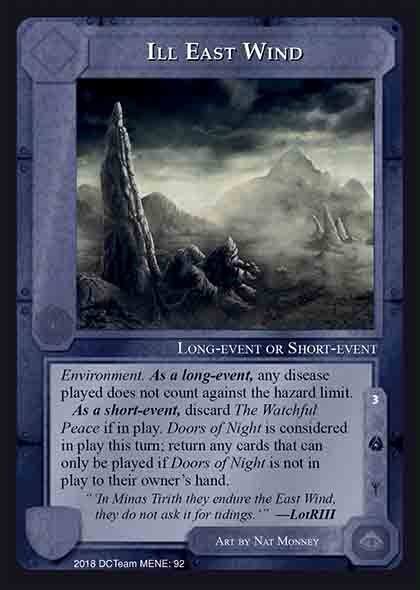 Ill East Wind
Long-event or Short-event
Environment. As a long-event, any disease
played does not count against the hazard limit.
As a short-event, discard The Watchful
Peace if in play. Doors of Night is considered
in play this turn; return any cards that can
only be played if Doors of Night is not in
play to their owner's hand.
3
“ ‘In Minas Tirith they endure the East Wind,
they do not ask it for tidings.’” —LotRIII
Art by Nat Monney
2018 DCTeam MENE: 92